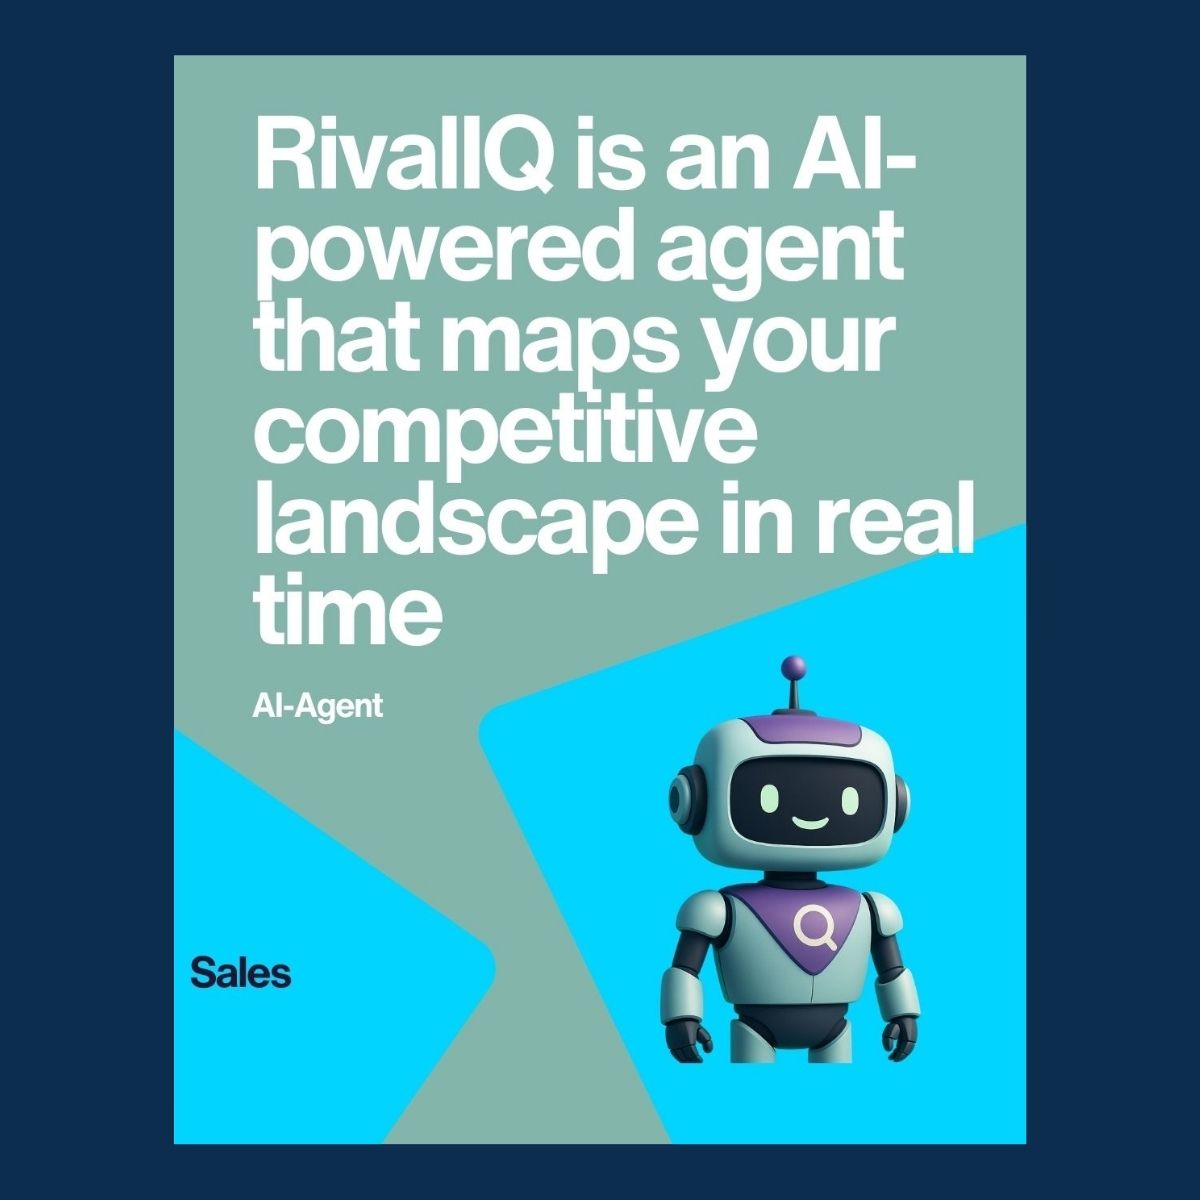 RivalIQ is an AI-
powered agent
that maps your
competitive
landscape in real
time
AI-Agent
Sales
Q